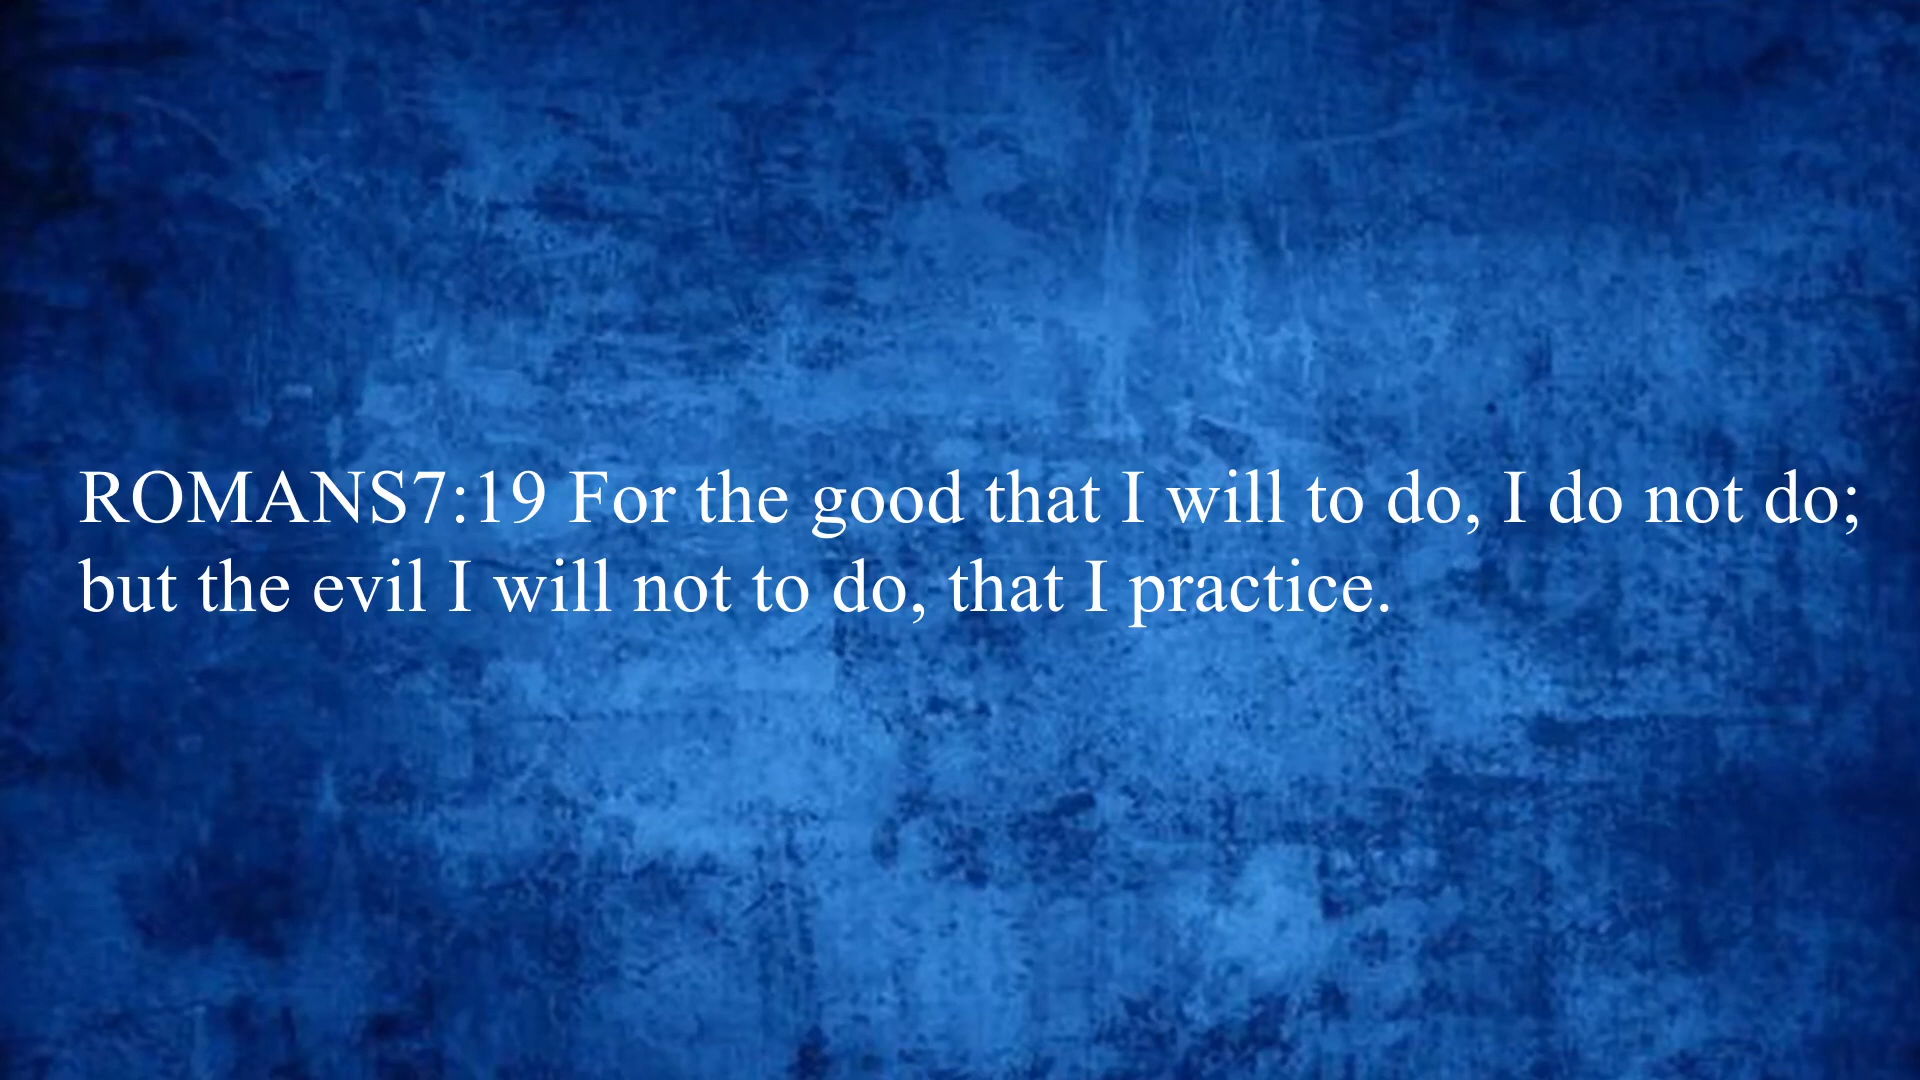 ROMANS7:19 For the good that I will to do, I do not do;
but the evil I will not to do, that I practice.